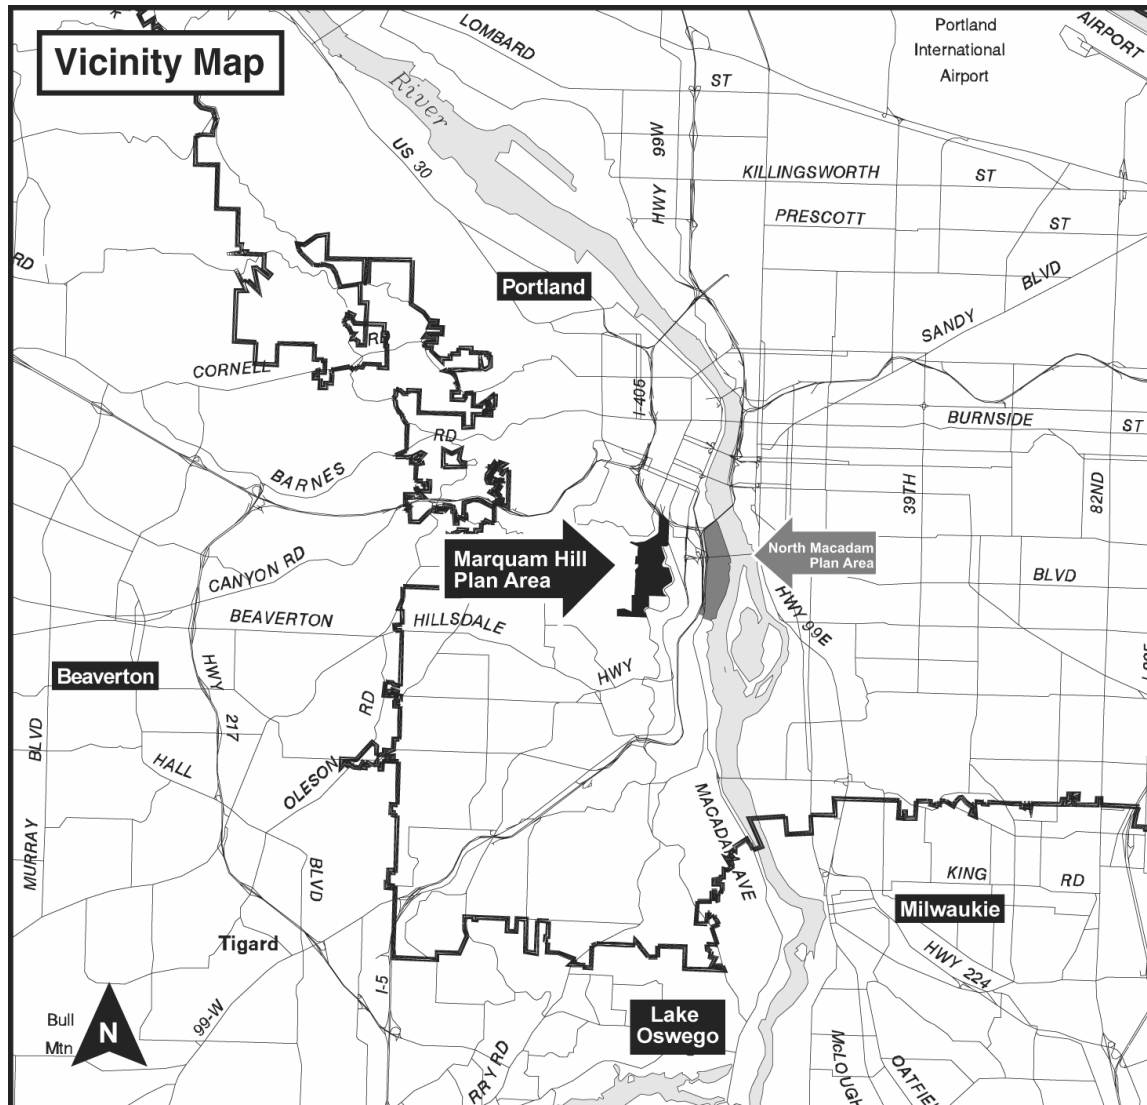 Vicinity Map
LOMBARD
ST
Portland
International
Airport
AIRPORT
River
US 30
HWY
99W
KILLINGSWORTH
ST
PRESCOTT
ST
RD
BLVD
SANDY
Portland
RD
CORNELL
I-405
BURNSIDE
ST
RD
BARNES
39TH
82ND
Marquam Hill
Plan Area
North Macadam
Plan Area
CANYON RD
BLVD
BEAVERTON
HILLSDALE
HWY
HWY 99E
Beaverton
HWY
217
RD
BLVD
HALL
OLESON
MURRAY
BLVD
MACADAM AVE
KING
RD
Milwaukie
Tigard
HWY 224
I-5
99-W
Bull
Mtn
N
Lake
Oswego
RRY RD
McLOUGH
OATFIE